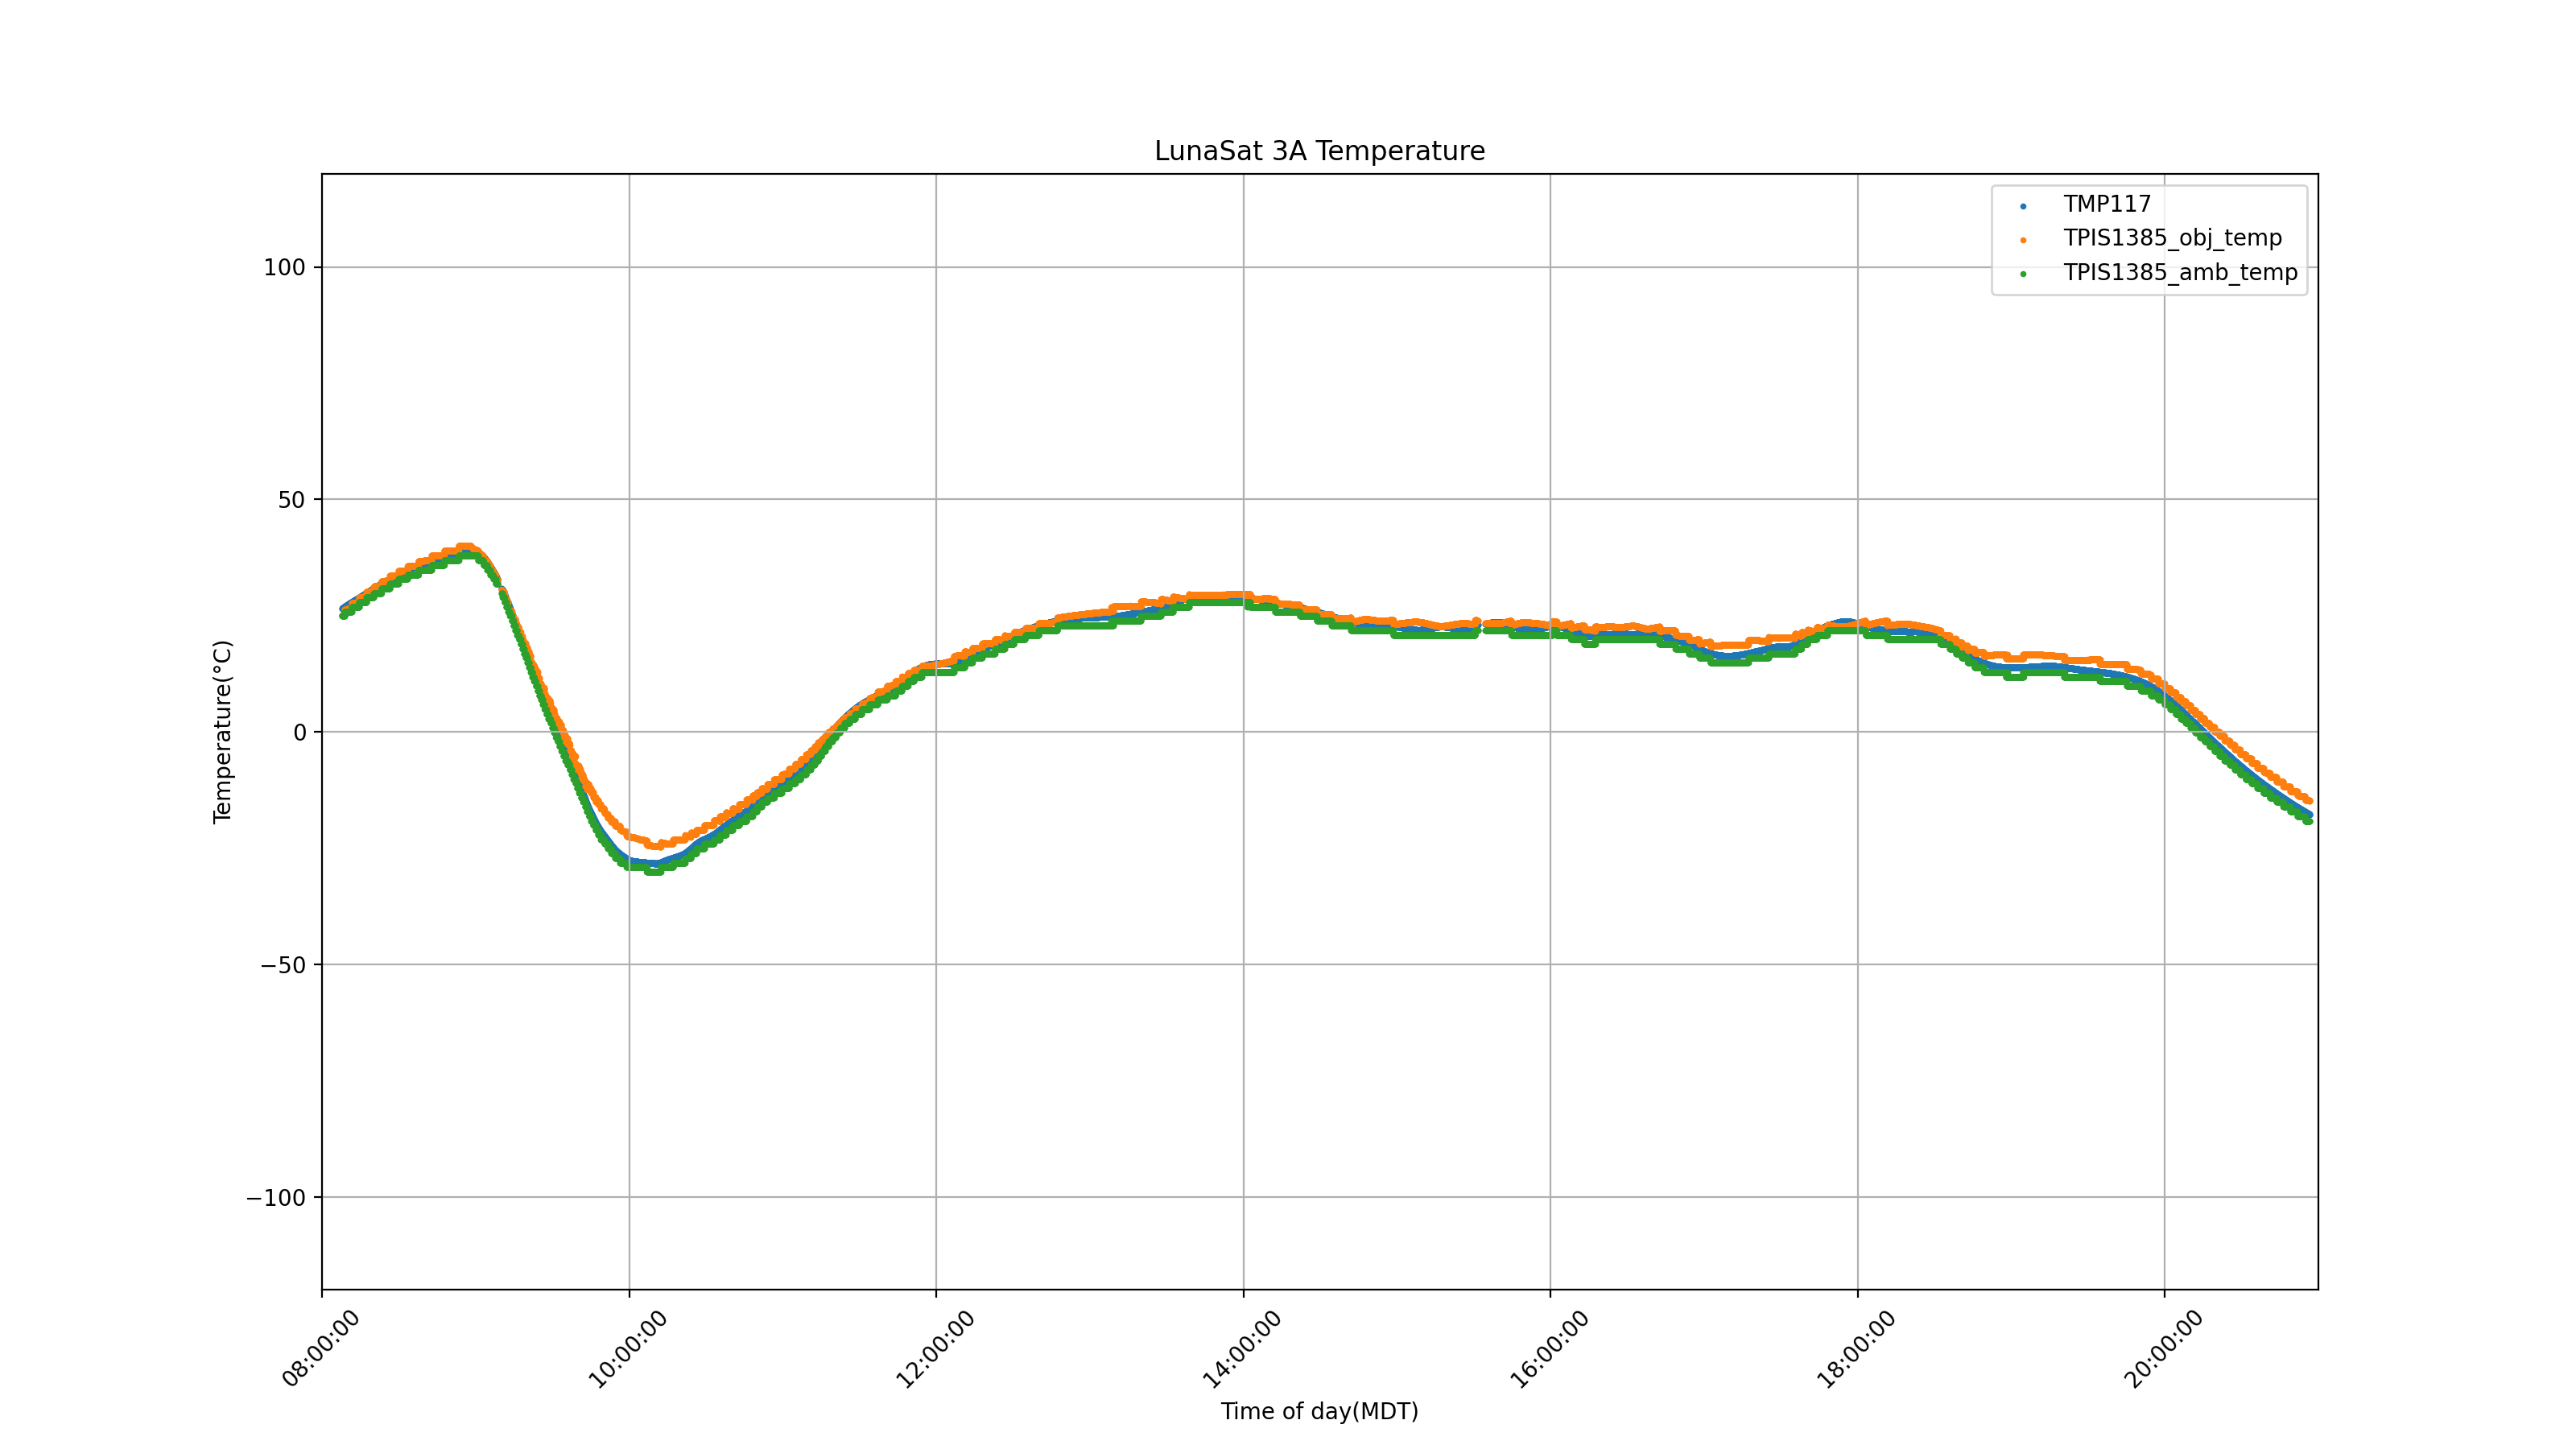 LunaSat 3A Temperature
TMP117
TPIS1385_obj_temp
TPIS1385_amb_temp
100
50
0
−50
−100
Temperature(°C)
08:00:00
10:00:00
12:00:00
14:00:00
16:00:00
18:00:00
20:00:00
Time of day(MDT)